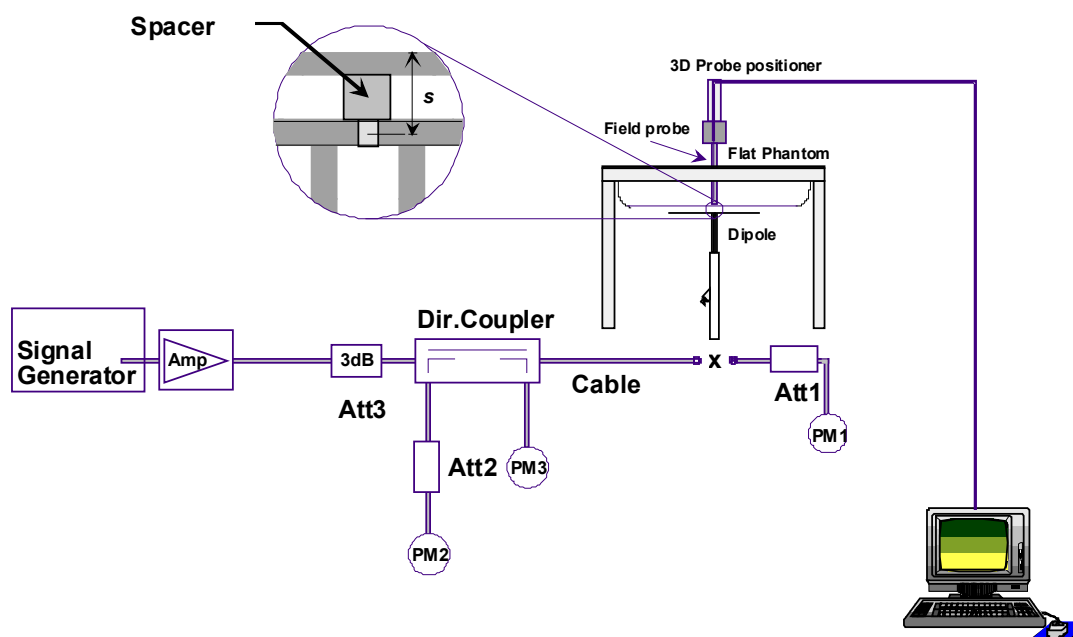 Spacer
s
3D Probe positioner
Field probe
Flat Phantom
Dipole
Dir.Coupler
Signal
Generator
Amp
3dB
Att3
Cable
x
Att1
PM1
Att2
PM3
PM2